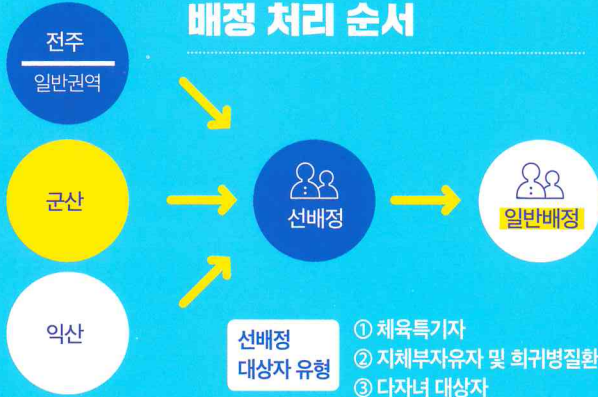 배정 처리 순서
전주
일반권역
군산
익산
선배정
일반배정
선배정
대상자 유형
① 체육특기자
② 지체부자유자 및 희귀병질환
③ 다자녀 대상자